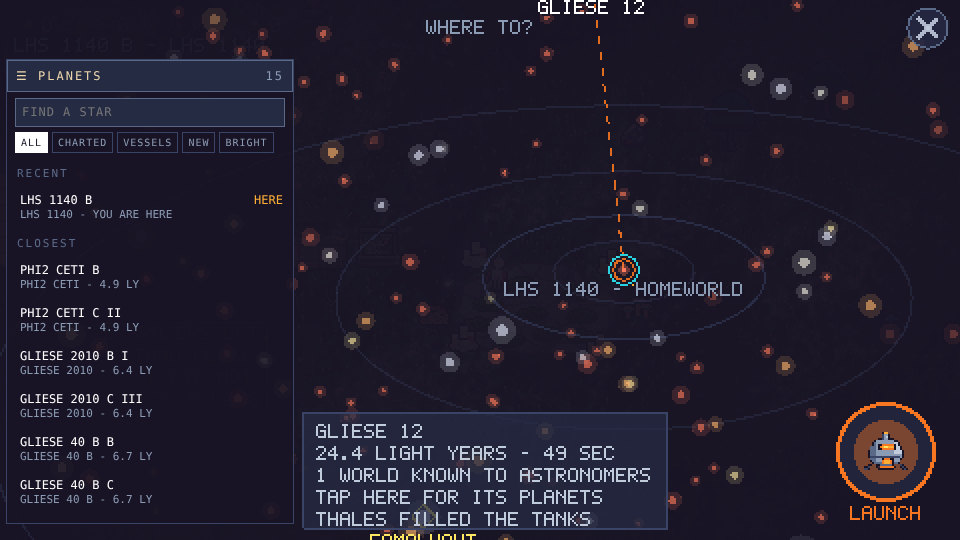 GLIESE 12
WHERE TO?
☰ PLANETS 15
FIND A STAR
ALL CHARTED VESSELS NEW BRIGHT
RECENT
LHS 1140 B HERE
LHS 1140 - YOU ARE HERE
CLOSEST
PHI2 CETI B
PHI2 CETI - 4.9 LY
PHI2 CETI C II
PHI2 CETI - 4.9 LY
GLIESE 2010 B I
GLIESE 2010 - 6.4 LY
GLIESE 2010 C III
GLIESE 2010 - 6.4 LY
GLIESE 40 B B
GLIESE 40 B - 6.7 LY
GLIESE 40 B C
GLIESE 40 B - 6.7 LY
LHS 1140 - HOMEWORLD
GLIESE 12
24.4 LIGHT YEARS - 49 SEC
1 WORLD KNOWN TO ASTRONOMERS
TAP HERE FOR ITS PLANETS
THALES FILLED THE TANKS
LAUNCH